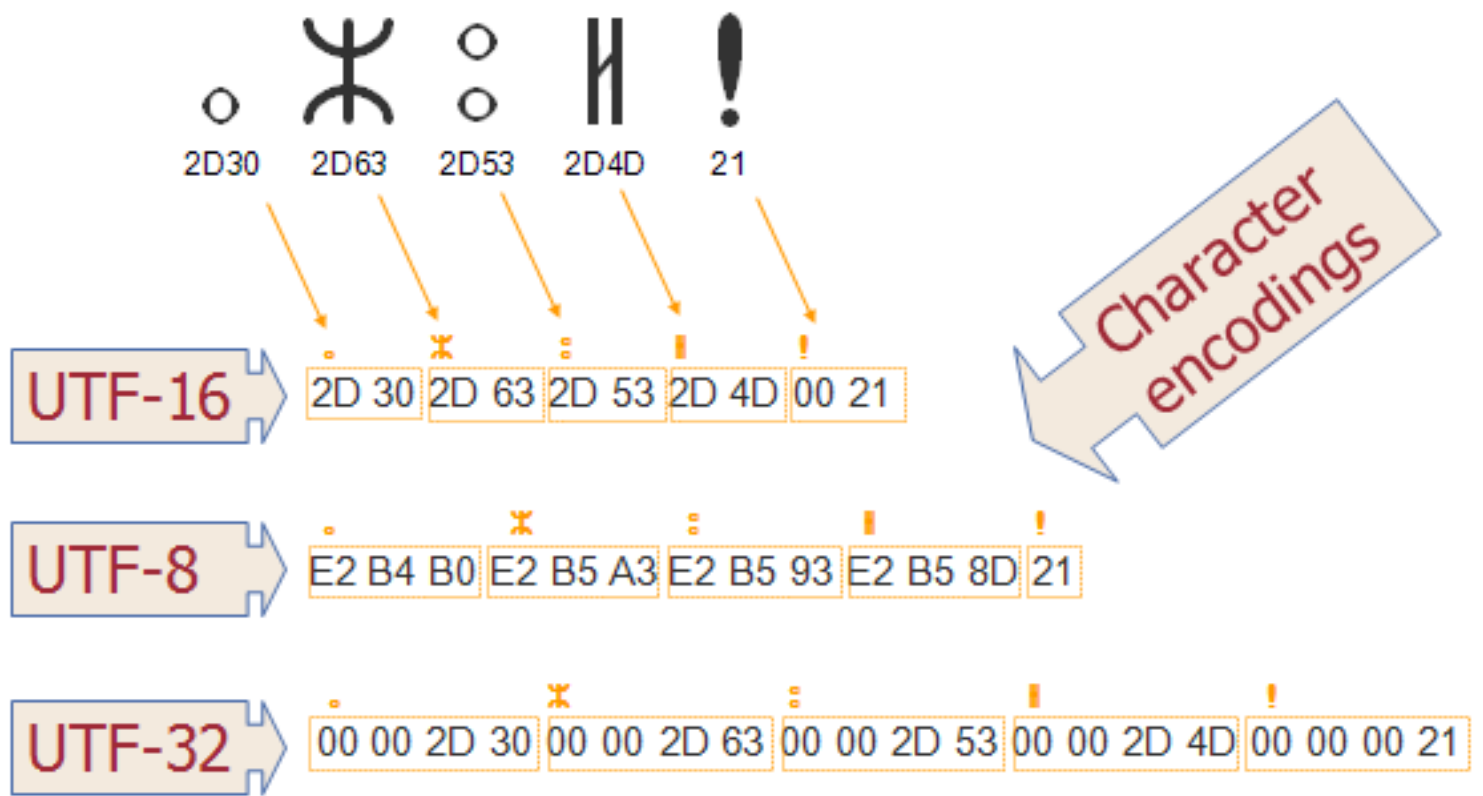 ⴰ ⵣ ⵓ ⵍ !
2D30 2D63 2D53 2D4D 21
Character
encodings
ⴰ ⵣ ⵓ ⵍ !
UTF-16 2D 30 2D 63 2D 53 2D 4D 00 21
ⴰ ⵣ ⵓ ⵍ !
UTF-8 E2 B4 B0 E2 B5 A3 E2 B5 93 E2 B5 8D 21
ⴰ ⵣ ⵓ ⵍ !
UTF-32 00 00 2D 30 00 00 2D 63 00 00 2D 53 00 00 2D 4D 00 00 00 21